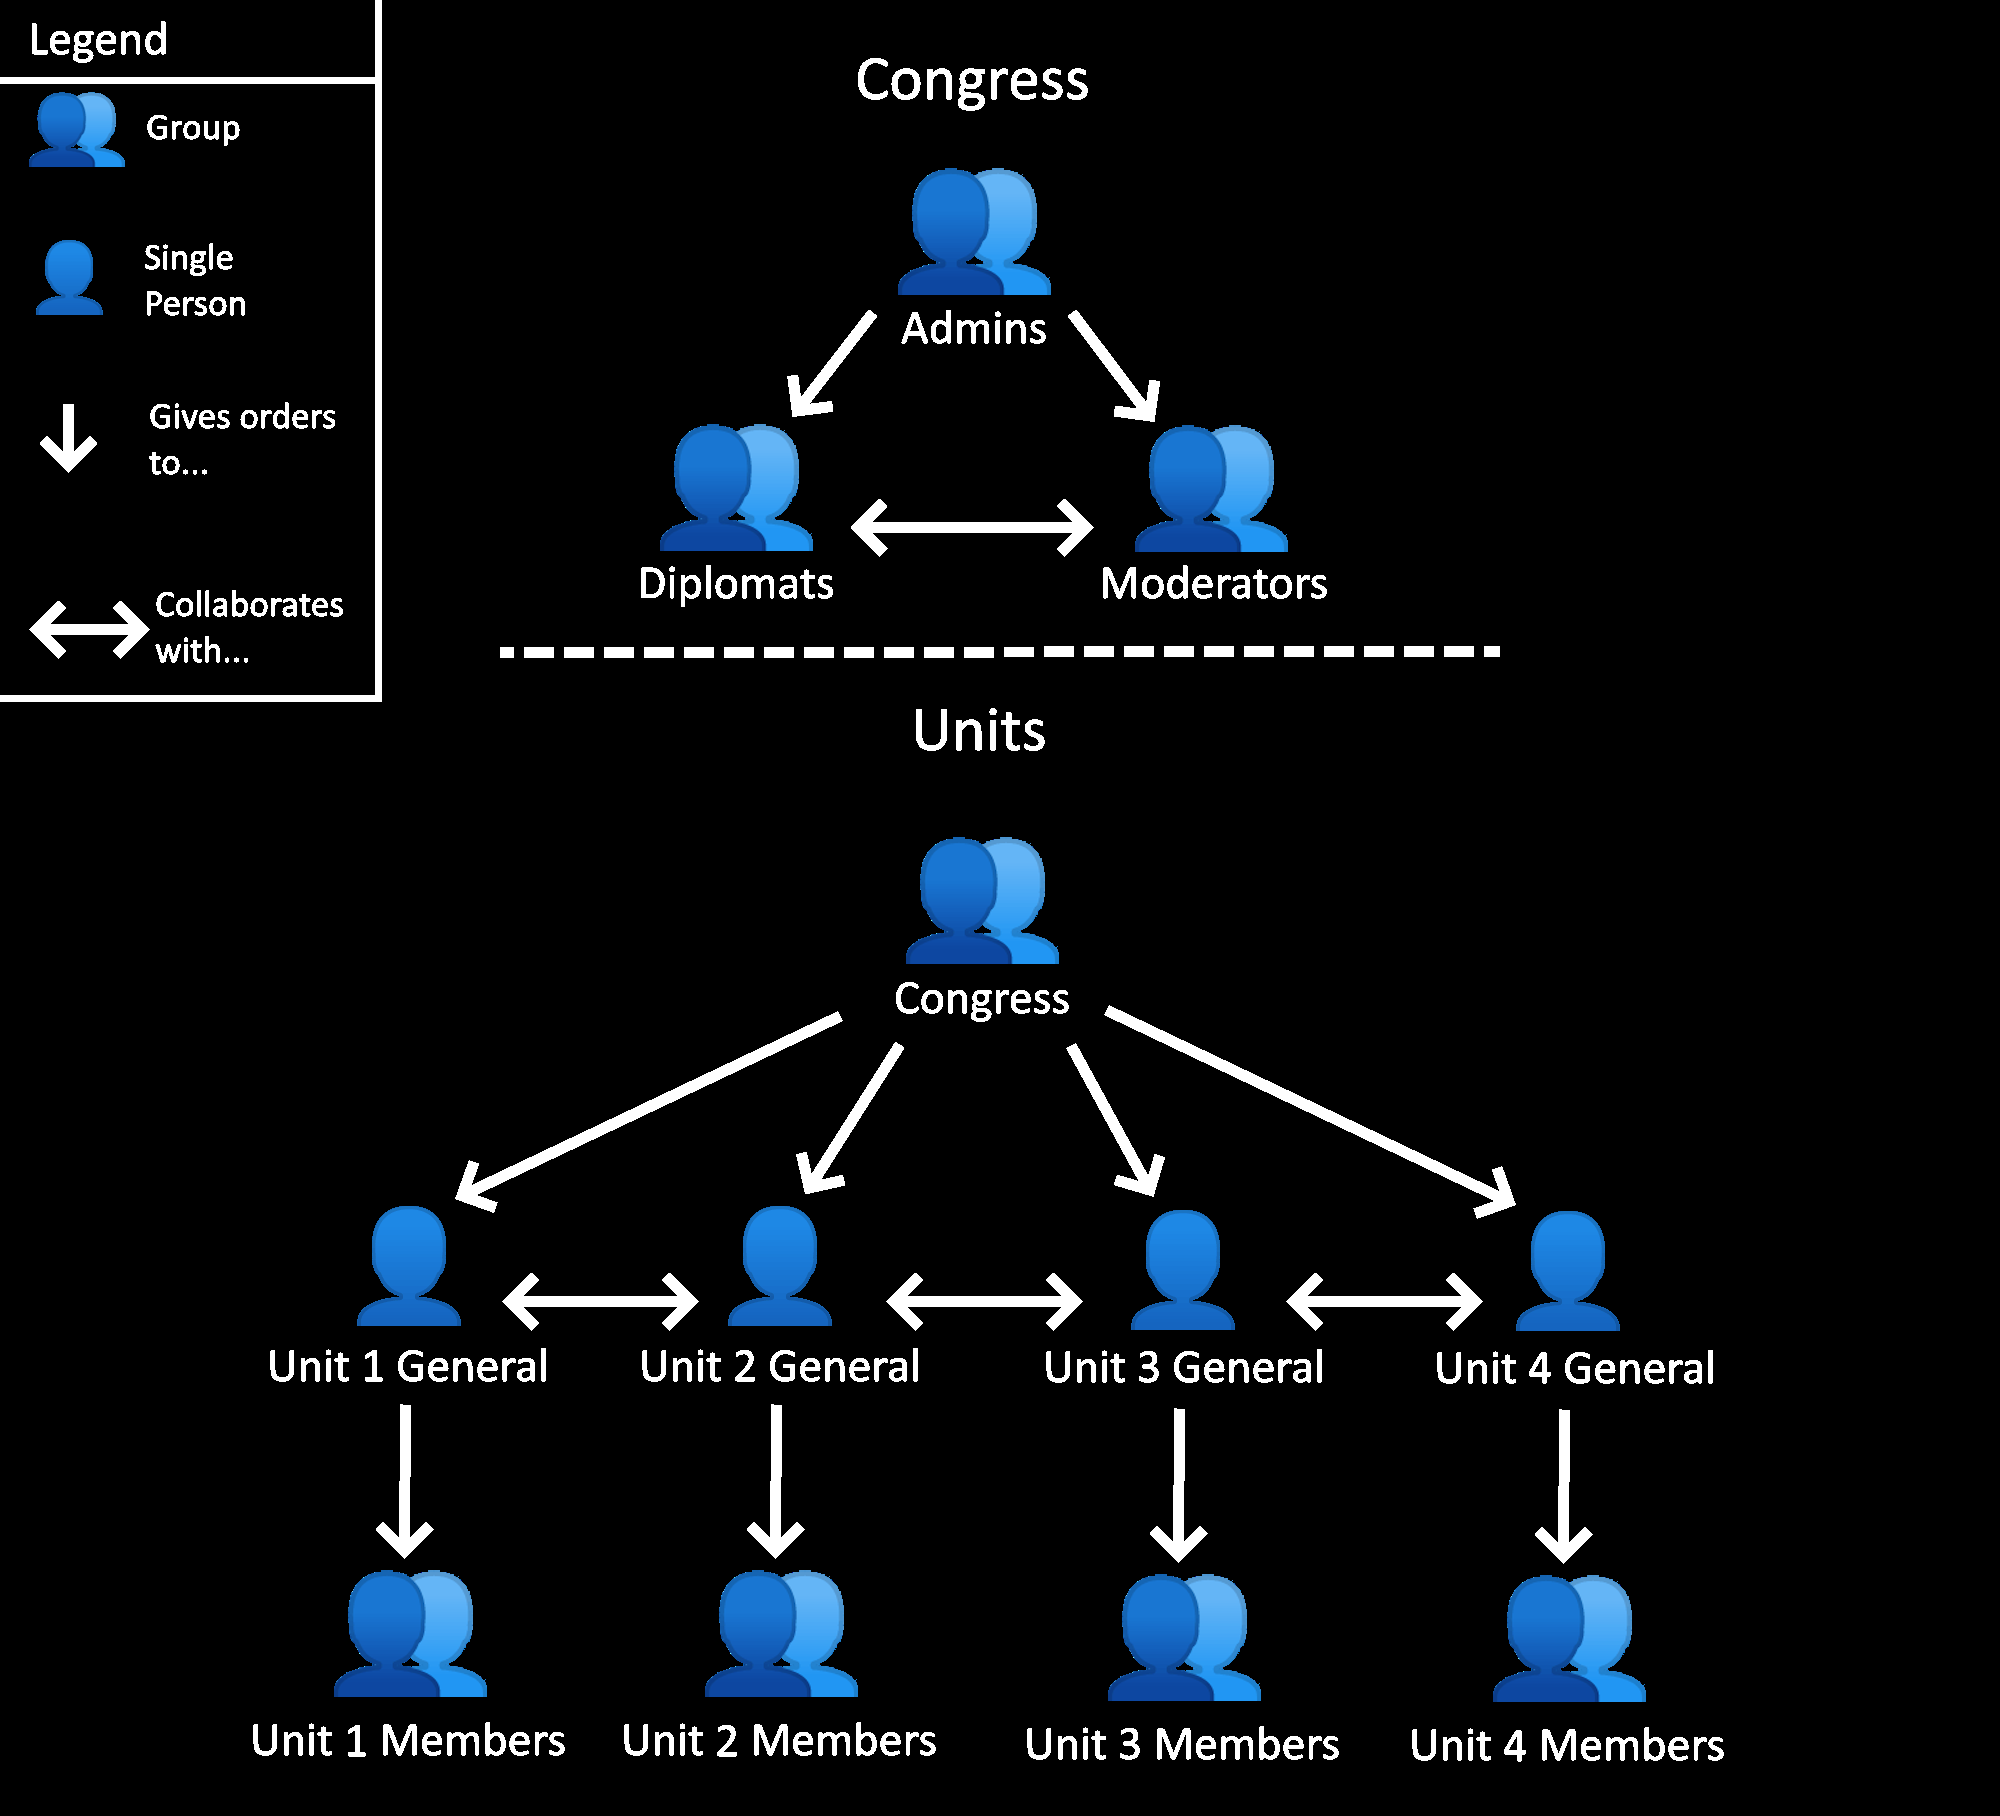 Legend
Group
Single
Person
Gives orders
to...
Collaborates
with...
Congress
Admins
Diplomats
Moderators
Units
Congress
Unit 1 General
Unit 2 General
Unit 3 General
Unit 4 General
Unit 1 Members
Unit 2 Members
Unit 3 Members
Unit 4 Members